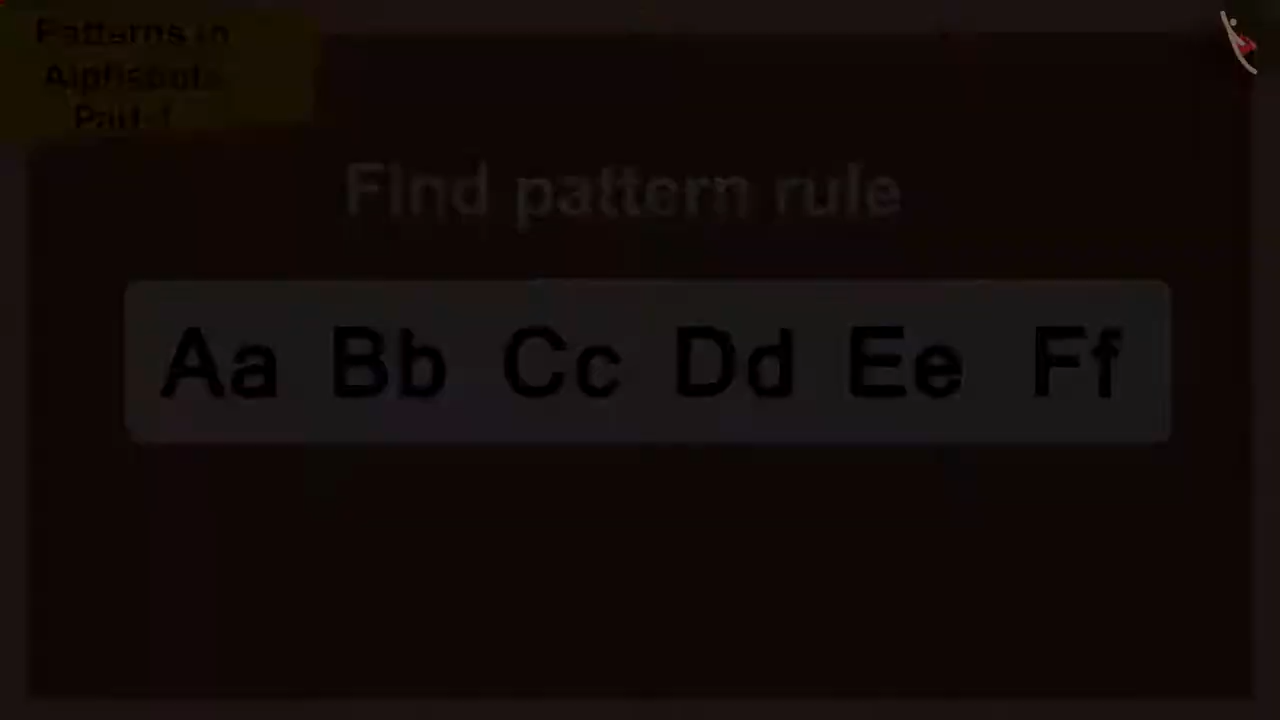 Patterns in
Alphabets
Part-1
Find pattern rule
Aa Bb Cc Dd Ee Ff